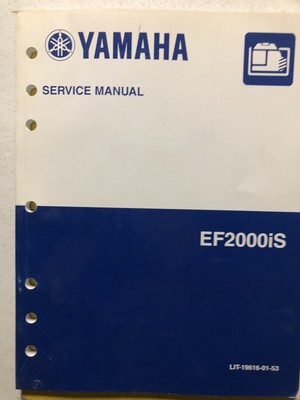 YAMAHA
SERVICE MANUAL
EF2000iS
LIT-19616-01-53